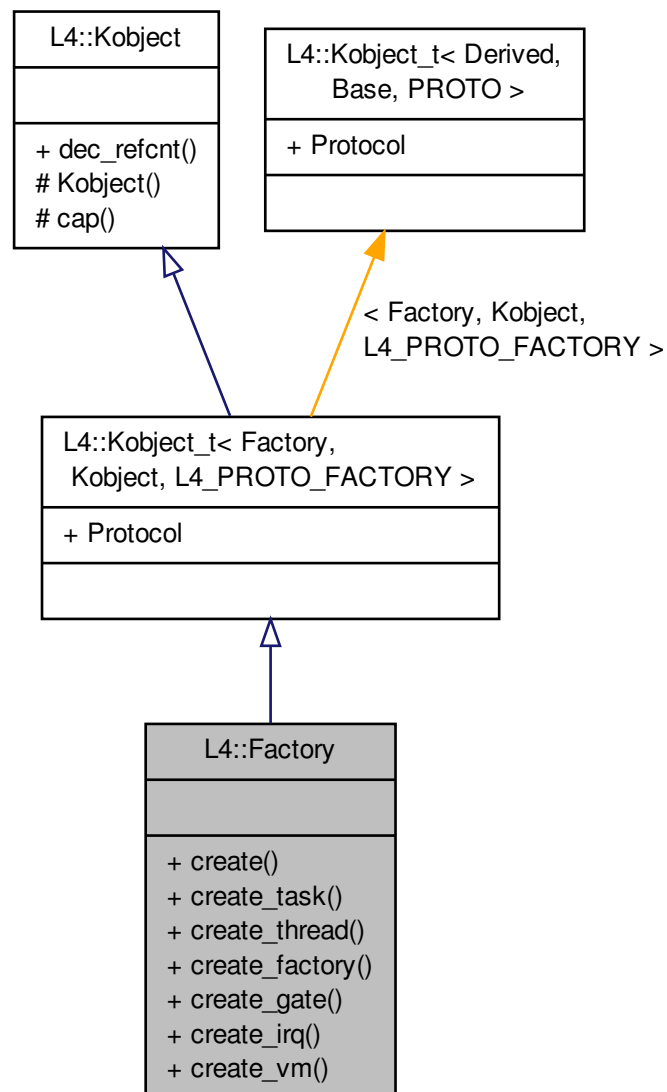 L4::Kobject
+ dec_refcnt()
# Kobject()
# cap()
L4::Kobject_t< Derived,
Base, PROTO >
+ Protocol
< Factory, Kobject,
L4_PROTO_FACTORY >
L4::Kobject_t< Factory,
Kobject, L4_PROTO_FACTORY >
+ Protocol
L4::Factory
+ create()
+ create_task()
+ create_thread()
+ create_factory()
+ create_gate()
+ create_irq()
+ create_vm()